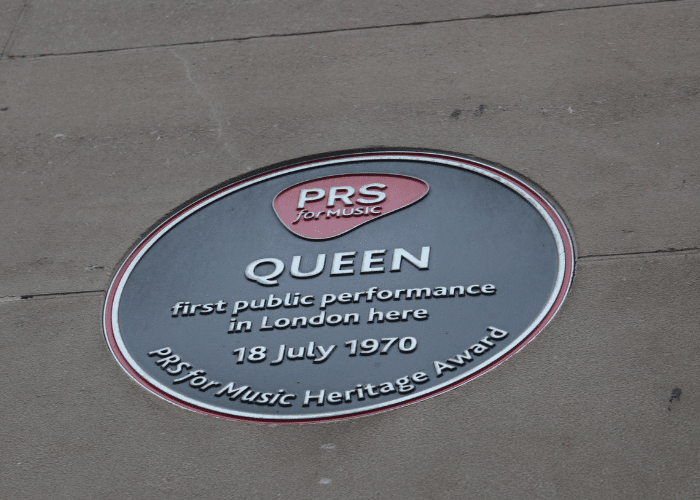 PRS
for MUSIC
QUEEN
first public performance
in London here
18 July 1970
PRS for Music Heritage Award